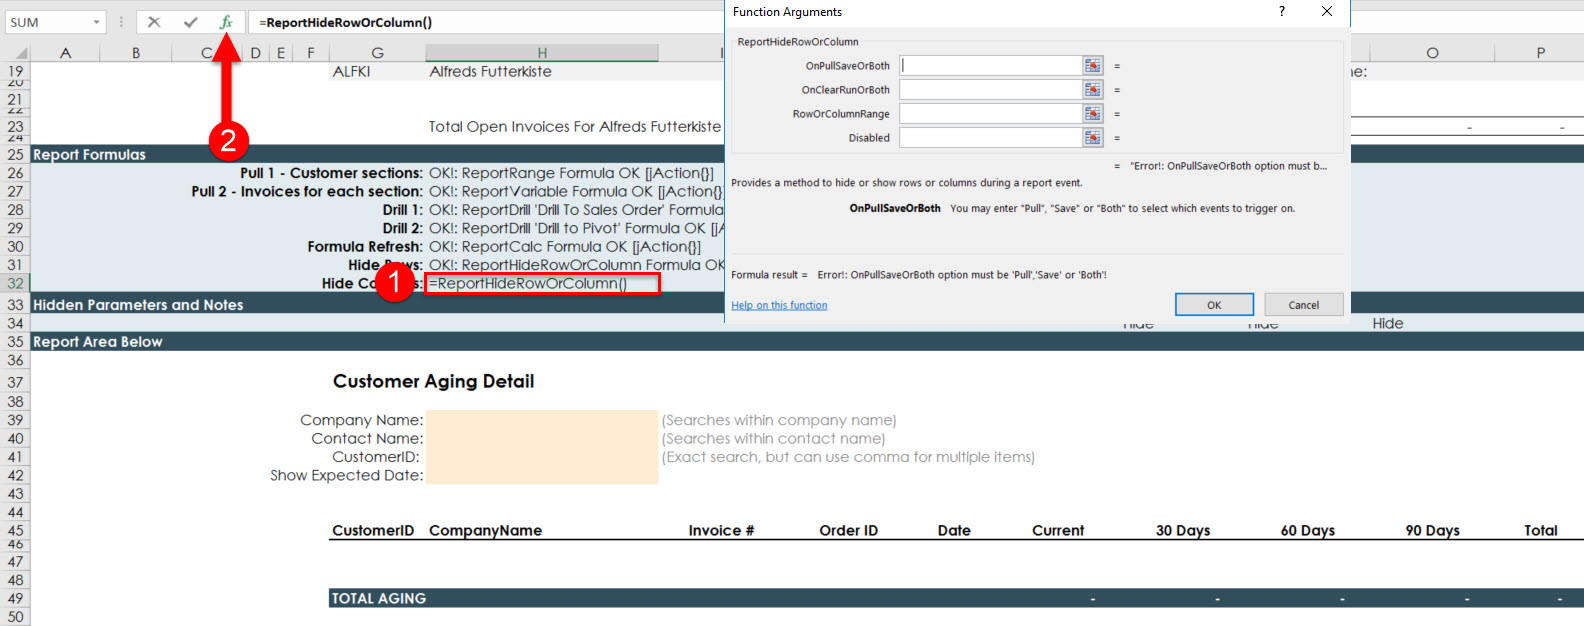 SUM
fx
=ReportHideRowOrColumn()
Function Arguments
?
A B C D E F G H I O P
ReportHideRowOrColumn
OnPullSaveOrBoth =
OnClearRunOrBoth =
RowOrColumnRange =
Disabled =
= "Error!: OnPullSaveOrBoth option must b...
Provides a method to hide or show rows or columns during a report event.
OnPullSaveOrBoth You may enter "Pull", "Save" or "Both" to select which events to trigger on.
Formula result = Error!: OnPullSaveOrBoth option must be 'Pull','Save' or 'Both'!
Help on this function
OK
Cancel
19 ALFKI Alfreds Futterkiste
20
21
22
2
23 Total Open Invoices For Alfreds Futterkiste - -
24
25 Report Formulas
26 Pull 1 - Customer sections: OK!: ReportRange Formula OK [jAction{}]
27 Pull 2 - Invoices for each section: OK!: ReportVariable Formula OK [jAction{}]
28 Drill 1: OK!: ReportDrill 'Drill To Sales Order' Formula
29 Drill 2: OK!: ReportDrill 'Drill to Pivot' Formula OK
30 Formula Refresh: OK!: ReportCalc Formula OK [jAction{}]
31 Hide OK!: ReportHideRowOrColumn Formula OK
1
32 Hide =ReportHideRowOrColumn()
33 Hidden Parameters and Notes
34 Hide Hide Hide
35 Report Area Below
36
37 Customer Aging Detail
38
39 Company Name: (Searches within company name)
40 Contact Name: (Searches within contact name)
41 CustomerID: (Exact search, but can use comma for multiple items)
42 Show Expected Date:
43
44
45 CustomerID CompanyName Invoice # Order ID Date Current 30 Days 60 Days 90 Days Total
46
47
48
49 TOTAL AGING - - - - -
50